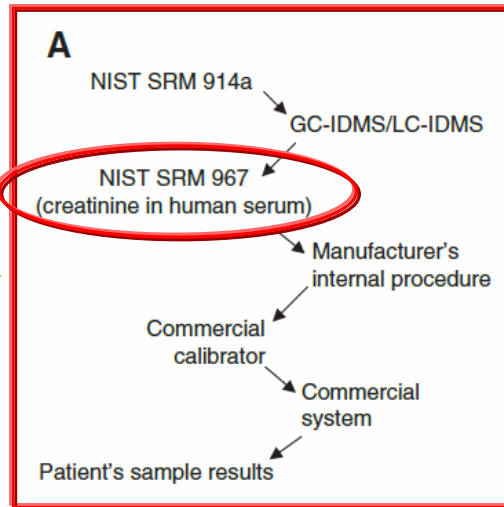 A
NIST SRM 914a
GC-IDMS/LC-IDMS
NIST SRM 967
(creatinine in human serum)
Manufacturer's
internal procedure
Commercial
calibrator
Commercial
system
Patient's sample results